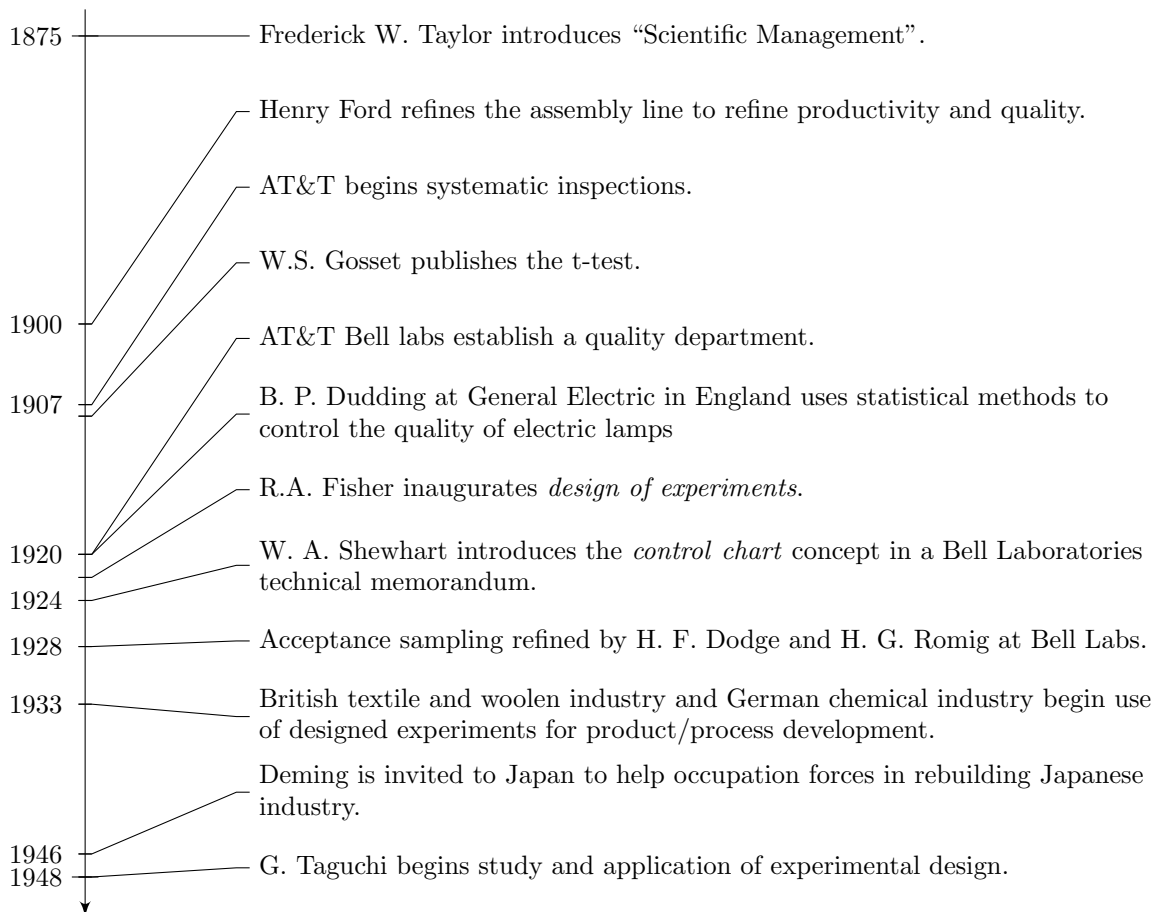 1875
Frederick W. Taylor introduces “Scientific Management”.
Henry Ford refines the assembly line to refine productivity and quality.
AT&T begins systematic inspections.
W.S. Gosset publishes the t-test.
1900
AT&T Bell labs establish a quality department.
1907
B. P. Dudding at General Electric in England uses statistical methods to
control the quality of electric lamps
R.A. Fisher inaugurates design of experiments.
1920
W. A. Shewhart introduces the control chart concept in a Bell Laboratories
technical memorandum.
1924
1928
Acceptance sampling refined by H. F. Dodge and H. G. Romig at Bell Labs.
1933
British textile and woolen industry and German chemical industry begin use
of designed experiments for product/process development.
Deming is invited to Japan to help occupation forces in rebuilding Japanese
industry.
1946
G. Taguchi begins study and application of experimental design.
1948